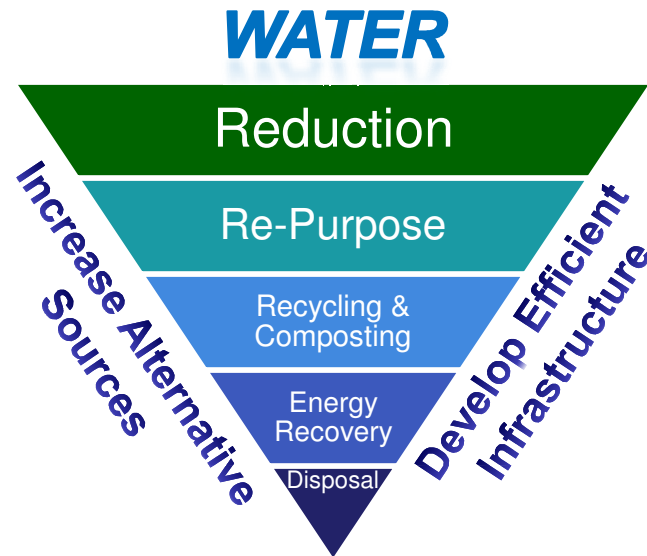 WATER
Reduction
Re-Purpose
Recycling &
Composting
Energy
Recovery
Disposal
Increase Alternative
Sources
Develop Efficient
Infrastructure